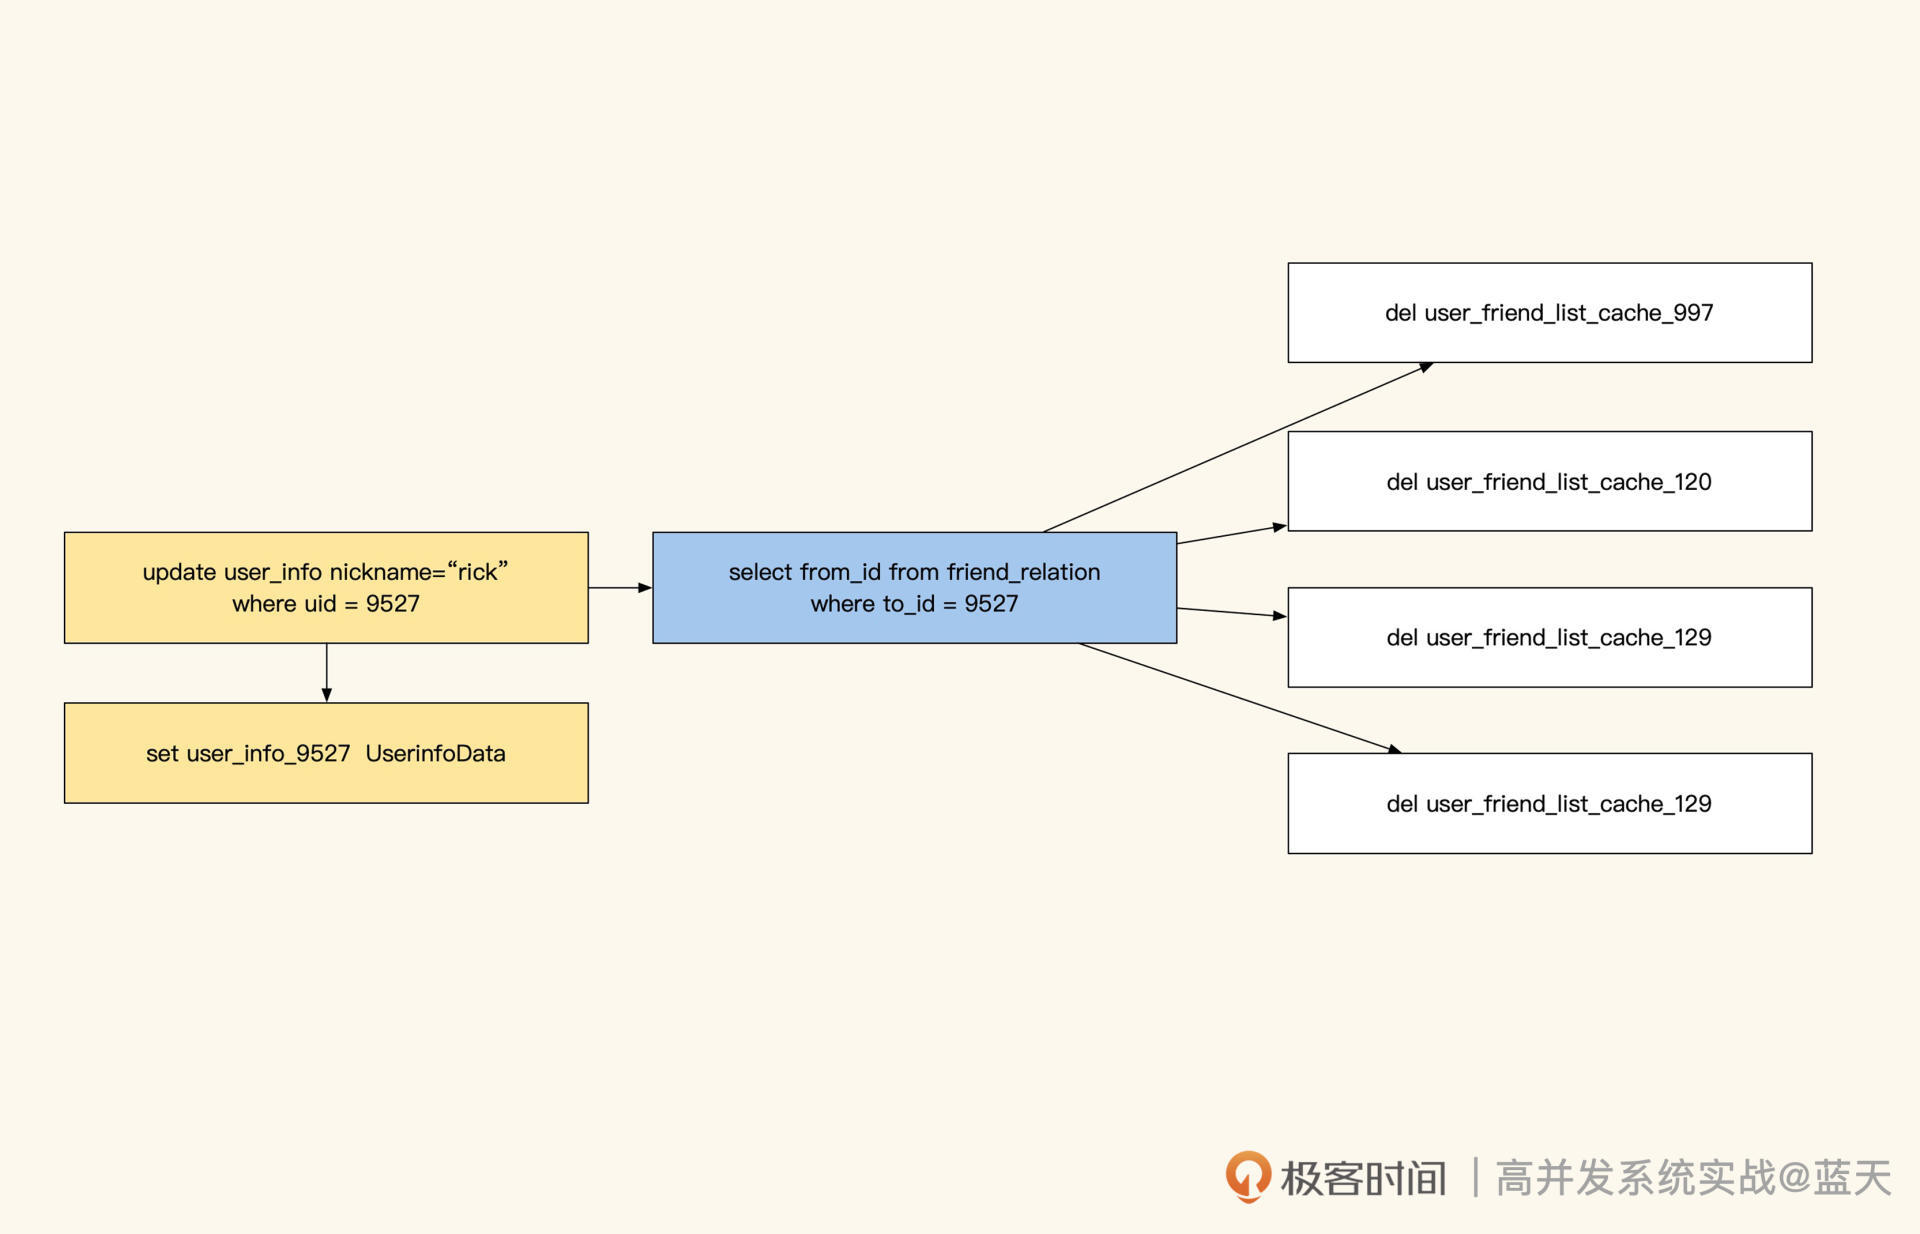 update user_info nickname=“rick”
where uid = 9527
set user_info_9527  UserinfoData
select from_id from friend_relation
where to_id = 9527
del user_friend_list_cache_997
del user_friend_list_cache_120
del user_friend_list_cache_129
del user_friend_list_cache_129
极客时间 | 高并发系统实战@蓝天